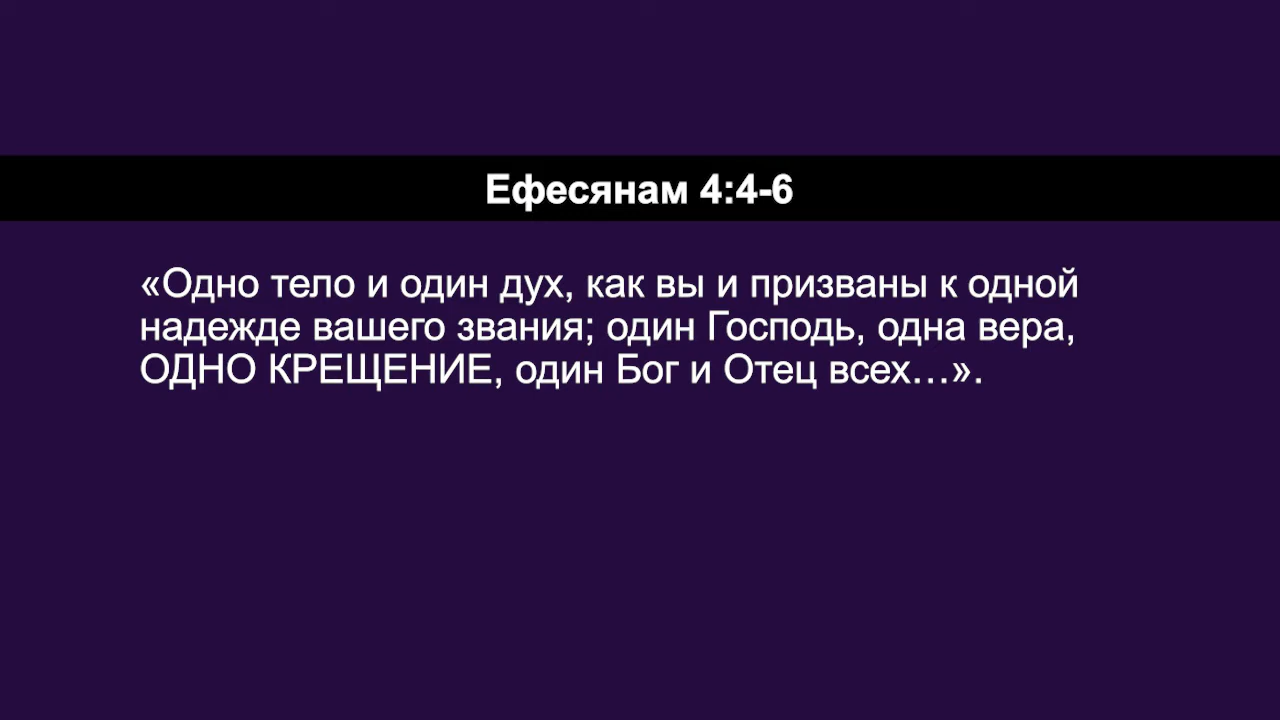 Ефесянам 4:4-6
«Одно тело и один дух, как вы и призваны к одной
надежде вашего звания; один Господь, одна вера,
ОДНО КРЕЩЕНИЕ, один Бог и Отец всех…».